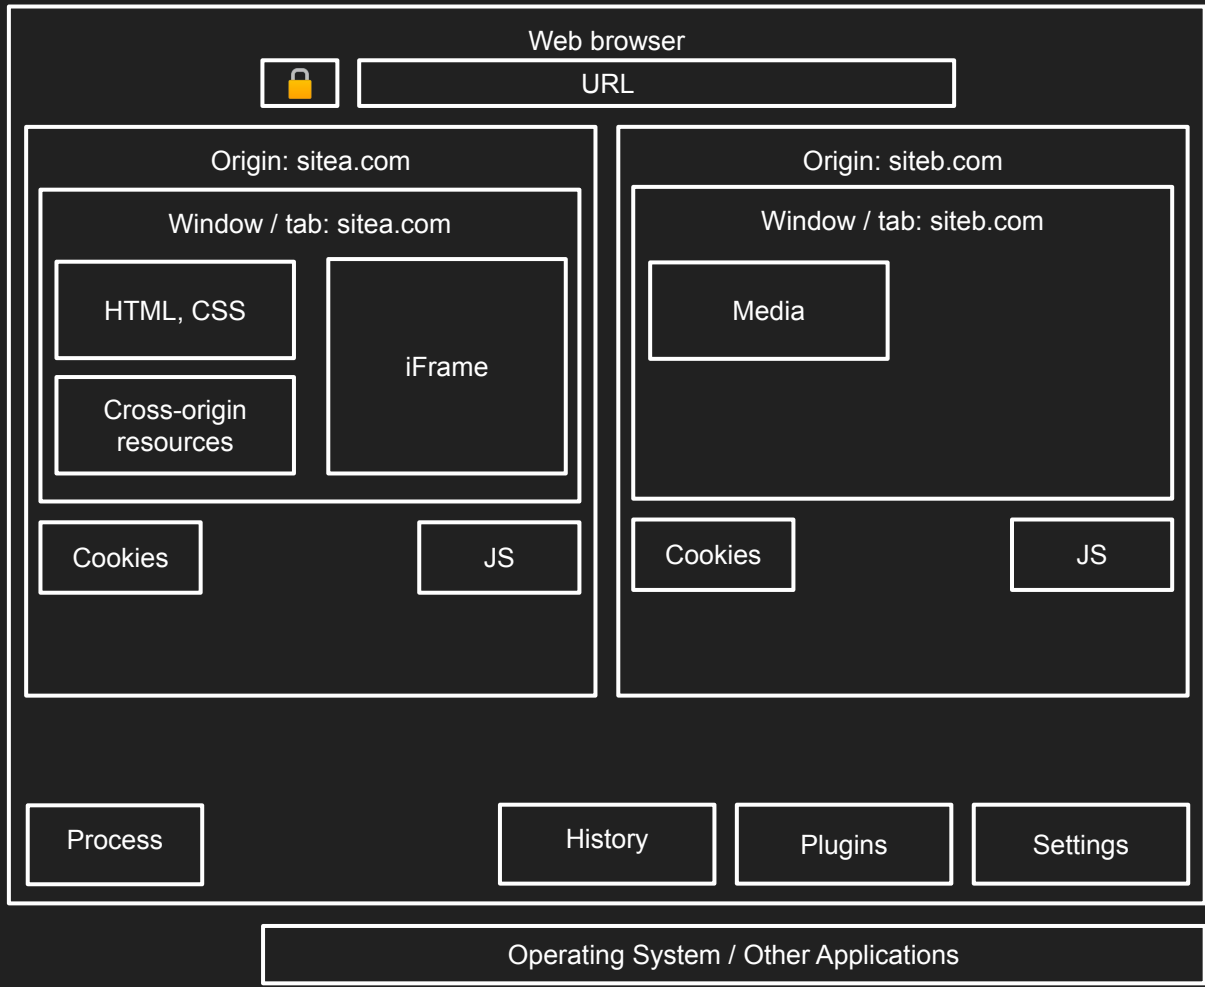 Web browser
URL
Origin: sitea.com
Window / tab: sitea.com
HTML, CSS
iFrame
Cross-origin
resources
Cookies
JS
Origin: siteb.com
Window / tab: siteb.com
Media
Cookies
JS
Process
History
Plugins
Settings
Operating System / Other Applications